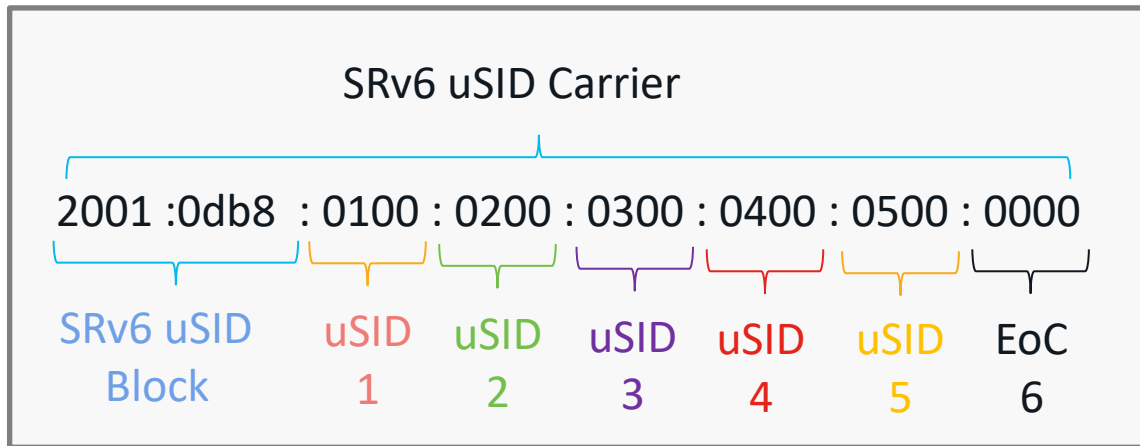 SRv6 uSID Carrier
2001 :0db8 : 0100 : 0200 : 0300 : 0400 : 0500 : 0000
SRv6 uSID uSID uSID uSID uSID uSID EoC
Block 1 2 3 4 5 6